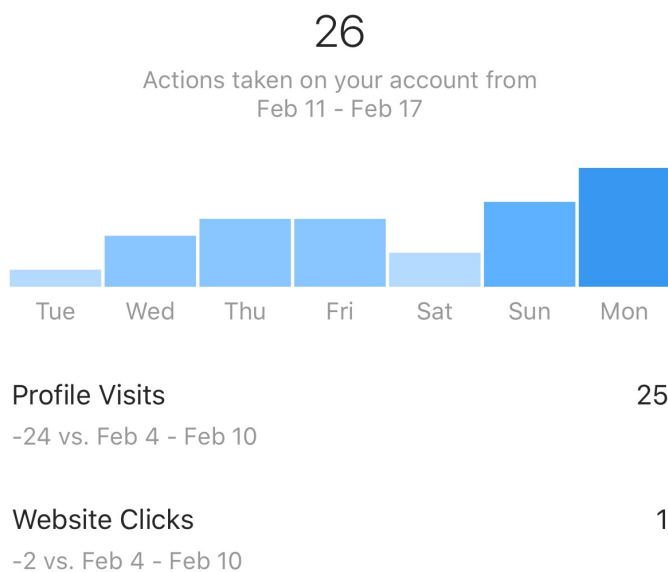 26
Actions taken on your account from
Feb 11 - Feb 17
Tue Wed Thu Fri Sat Sun Mon
Profile Visits 25
-24 vs. Feb 4 - Feb 10
Website Clicks 1
-2 vs. Feb 4 - Feb 10